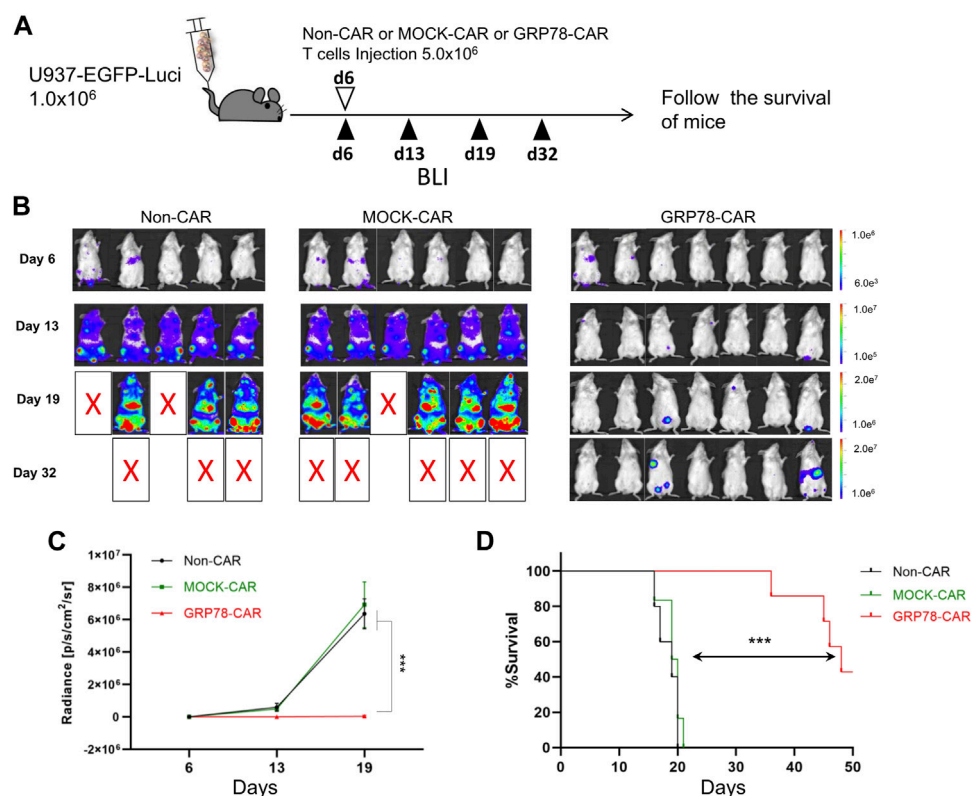 A
U937-EGFP-Luci
1.0x10⁶
Non-CAR or MOCK-CAR or GRP78-CAR
T cells Injection 5.0x10⁶
d6
d6 d13 d19 d32
BLI
Follow the survival
of mice
B
Non-CAR MOCK-CAR GRP78-CAR
Day 6
1.0e⁶
6.0e³
Day 13
1.0e⁷
1.0e⁵
Day 19
X X X
2.0e⁷
1.0e⁶
Day 32
X X X X X X X X
2.0e⁷
1.0e⁶
C
Non-CAR
MOCK-CAR
GRP78-CAR
Radiance [p/s/cm²/sr]
1×10⁷
8×10⁶
6×10⁶
4×10⁶
2×10⁶
0
-2×10⁶
***
6 13 19
Days
D
Non-CAR
MOCK-CAR
GRP78-CAR
%Survival
100
80
60
40
20
0
***
0 10 20 30 40 50
Days